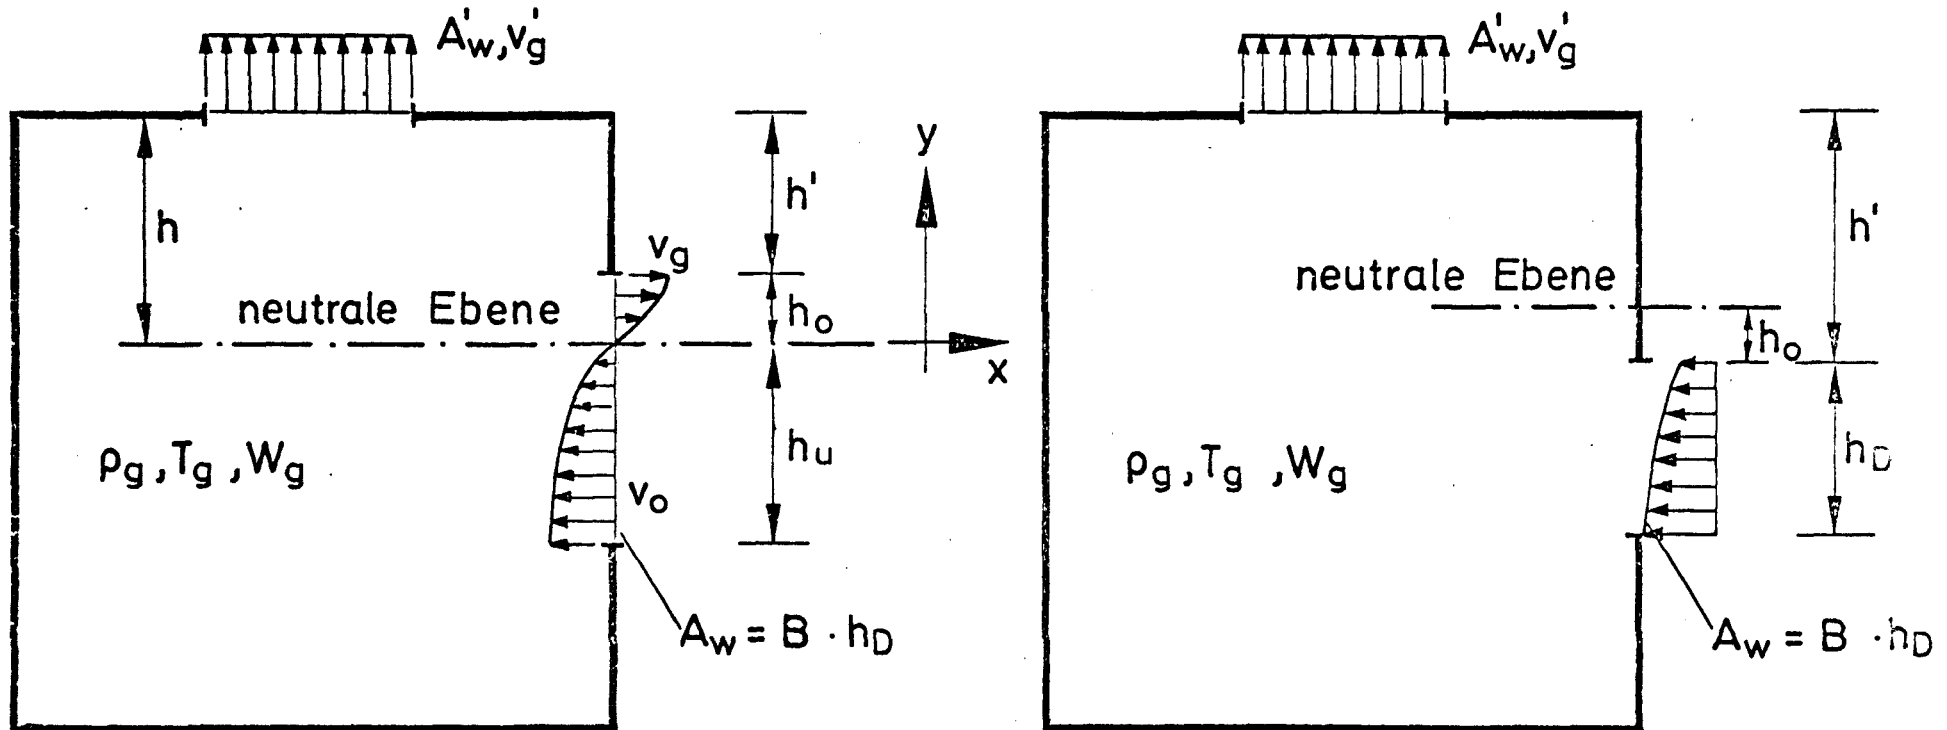 A'w, v'g
h
h'
y
vg
neutrale Ebene
ho
x
ρg, Tg, Wg
hu
vo
Aw = B · hD
A'w, v'g
h'
neutrale Ebene
ho
ρg, Tg, Wg
hD
Aw = B · hD